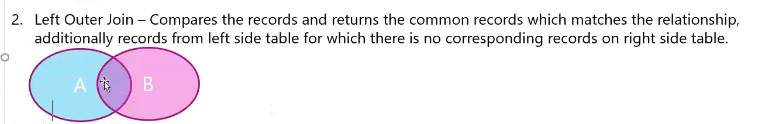 2. Left Outer Join – Compares the records and returns the common records which matches the relationship,
additionally records from left side table for which there is no corresponding records on right side table.
A B